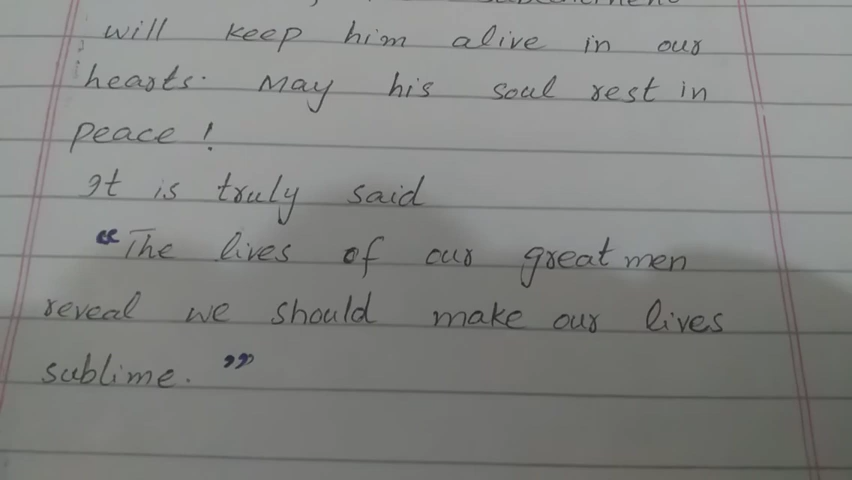 will keep him alive in our
hearts. May his soul rest in
peace!
It is truly said
"The lives of our great men
reveal we should make our lives
sublime."